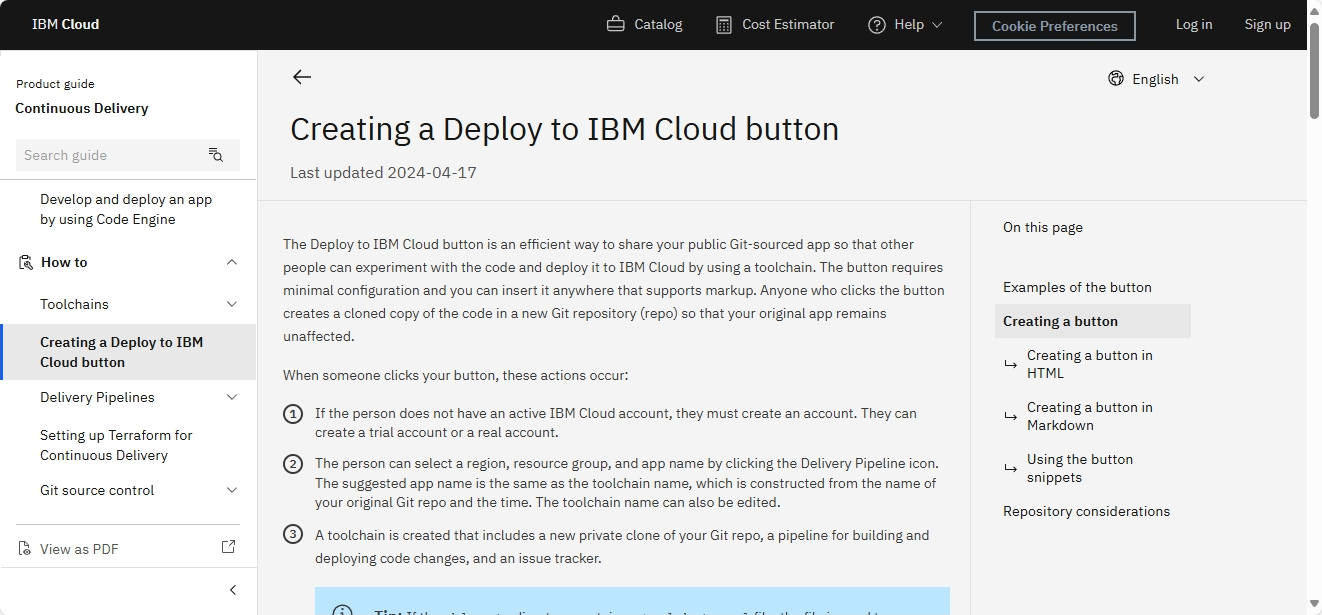 IBM Cloud
Catalog
Cost Estimator
Help
Cookie Preferences
Log in
Sign up
Product guide
Continuous Delivery
Search guide
Develop and deploy an app
by using Code Engine
How to
Toolchains
Creating a Deploy to IBM
Cloud button
Delivery Pipelines
Setting up Terraform for
Continuous Delivery
Git source control
View as PDF
English
Creating a Deploy to IBM Cloud button
Last updated 2024-04-17
The Deploy to IBM Cloud button is an efficient way to share your public Git-sourced app so that other
people can experiment with the code and deploy it to IBM Cloud by using a toolchain. The button requires
minimal configuration and you can insert it anywhere that supports markup. Anyone who clicks the button
creates a cloned copy of the code in a new Git repository (repo) so that your original app remains
unaffected.
When someone clicks your button, these actions occur:
1 If the person does not have an active IBM Cloud account, they must create an account. They can
create a trial account or a real account.
2 The person can select a region, resource group, and app name by clicking the Delivery Pipeline icon.
The suggested app name is the same as the toolchain name, which is constructed from the name of
your original Git repo and the time. The toolchain name can also be edited.
3 A toolchain is created that includes a new private clone of your Git repo, a pipeline for building and
deploying code changes, and an issue tracker.
Tip: If the
On this page
Examples of the button
Creating a button
Creating a button in
HTML
Creating a button in
Markdown
Using the button
snippets
Repository considerations